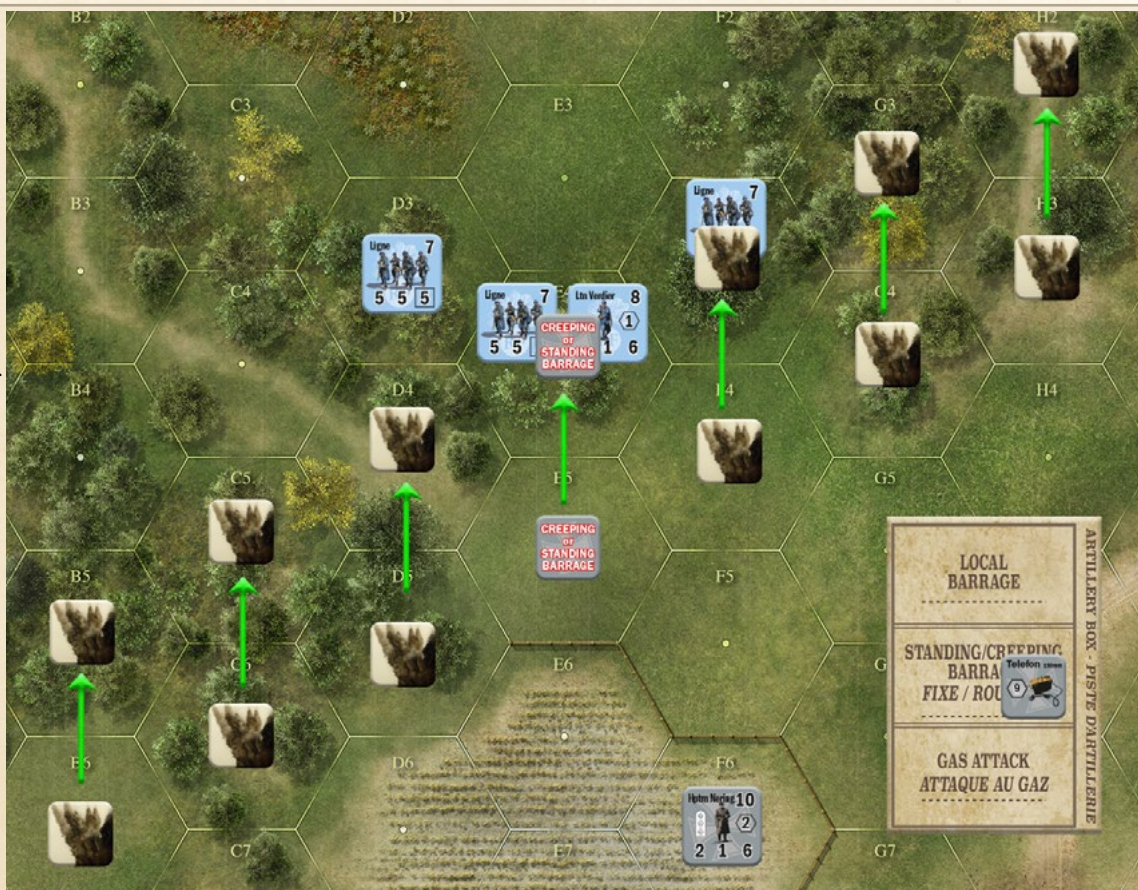 B2
D2
F2
H2
C3
E3
G3
B3
D3
H3
Ligne 7
Ligne 7
5 5 5
C4
G4
Ligne 7
5 5
Ltn Verdier 8
1
1 6
CREEPING
or
STANDING
BARRAGE
B4
D4
H4
C5
E5
G5
CREEPING
or
STANDING
BARRAGE
B5
D5
F5
LOCAL
BARRAGE
C6
E6
STANDING/CREEPING
FIXE / ROU
Telefon
9
GAS ATTACK
ATTAQUE AU GAZ
ARTILLERY BOX - PISTE D'ARTILLERIE
D6
F6
Hptm 10
2
2 1 6
C7
E7
G7